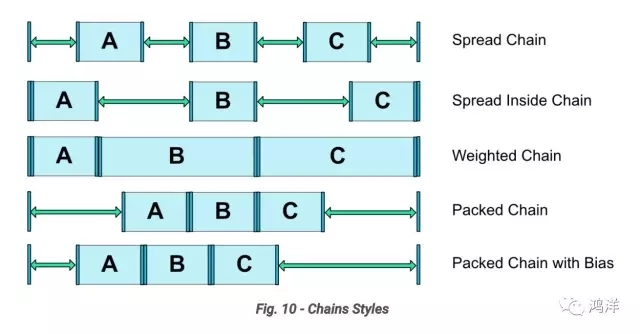 A B C Spread Chain
A B C Spread Inside Chain
A B C Weighted Chain
A B C Packed Chain
A B C Packed Chain with Bias
Fig. 10 - Chains Styles
鸿洋